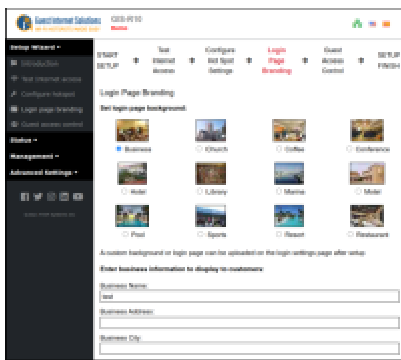 Guest Internet Solutions
GIS-R10
Demo
Setup Wizard
Introduction
Test internet access
Configure hotspot
Login page branding
Guest access control
Status
Management
Advanced Settings
START SETUP
Test Internet Access
Configure Hot Spot Settings
Login Page Branding
Guest Access Control
SETUP FINISH
Login Page Branding
Set login page background:
Business Church Coffee Conference
Hotel Library Marina Motel
Pool Sports Resort Restaurant
A custom background or login page can be uploaded on the login settings page after setup
Enter business information to display to customers:
Business Name:
test
Business Address:
Business City: